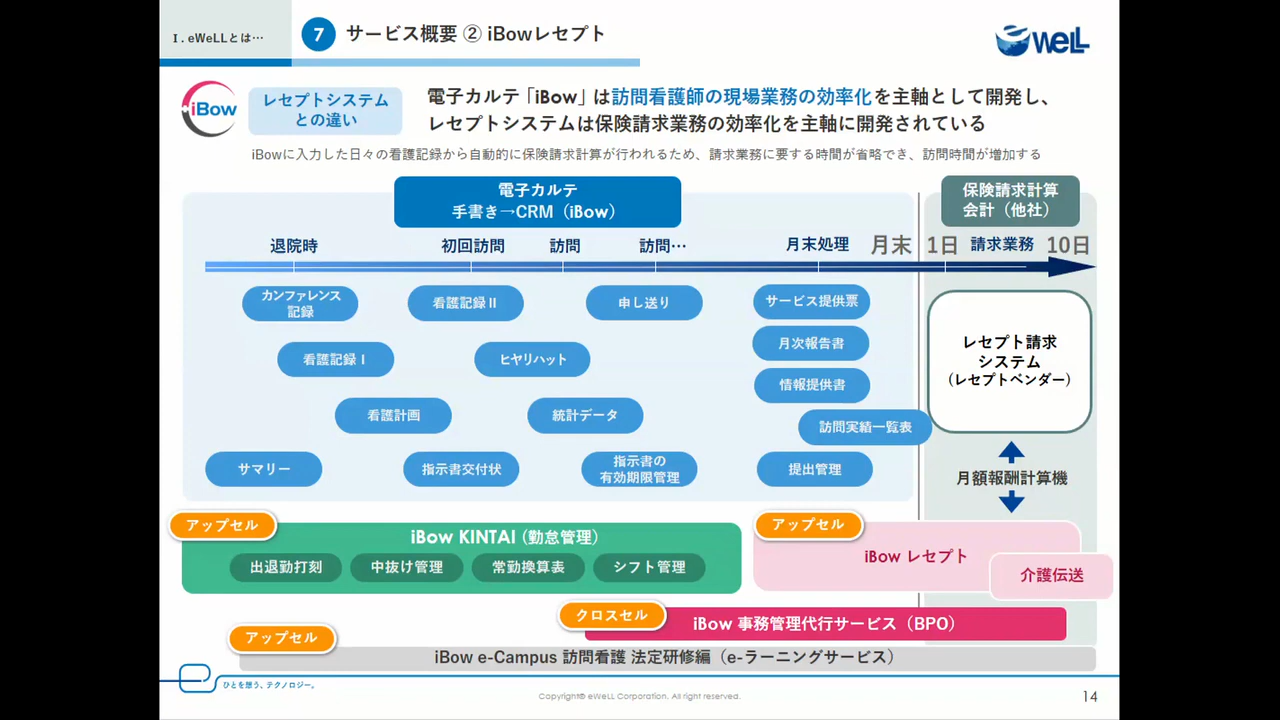 Ⅰ. eWeLLとは…
7 サービス概要 ② iBowレセプト
eWeLL
iBow
レセプトシステム
との違い
電子カルテ「iBow」は訪問看護師の現場業務の効率化を主軸として開発し、
レセプトシステムは保険請求業務の効率化を主軸に開発されている
iBowに入力した日々の看護記録から自動的に保険請求計算が行われるため、請求業務に要する時間が省略でき、訪問時間が増加する
電子カルテ
手書き→CRM（iBow）
保険請求計算
会計（他社）
退院時 初回訪問 訪問 訪問… 月末処理 月末 1日 請求業務 10日
カンファレンス
記録
看護記録Ⅱ
申し送り
サービス提供票
看護記録Ⅰ
ヒヤリハット
月次報告書
情報提供書
看護計画
統計データ
訪問実績一覧表
サマリー
指示書交付状
指示書の
有効期限管理
提出管理
レセプト請求
システム
（レセプトベンダー）
月額報酬計算機
アップセル
iBow KINTAI（勤怠管理）
出退勤打刻 中抜け管理 常勤換算表 シフト管理
アップセル
iBow レセプト
介護伝送
クロスセル
iBow 事務管理代行サービス（BPO）
アップセル
iBow e-Campus 訪問看護 法定研修編（e-ラーニングサービス）
ひとを想う、テクノロジー。
Copyright© eWeLL Corporation. All right reserved.
14